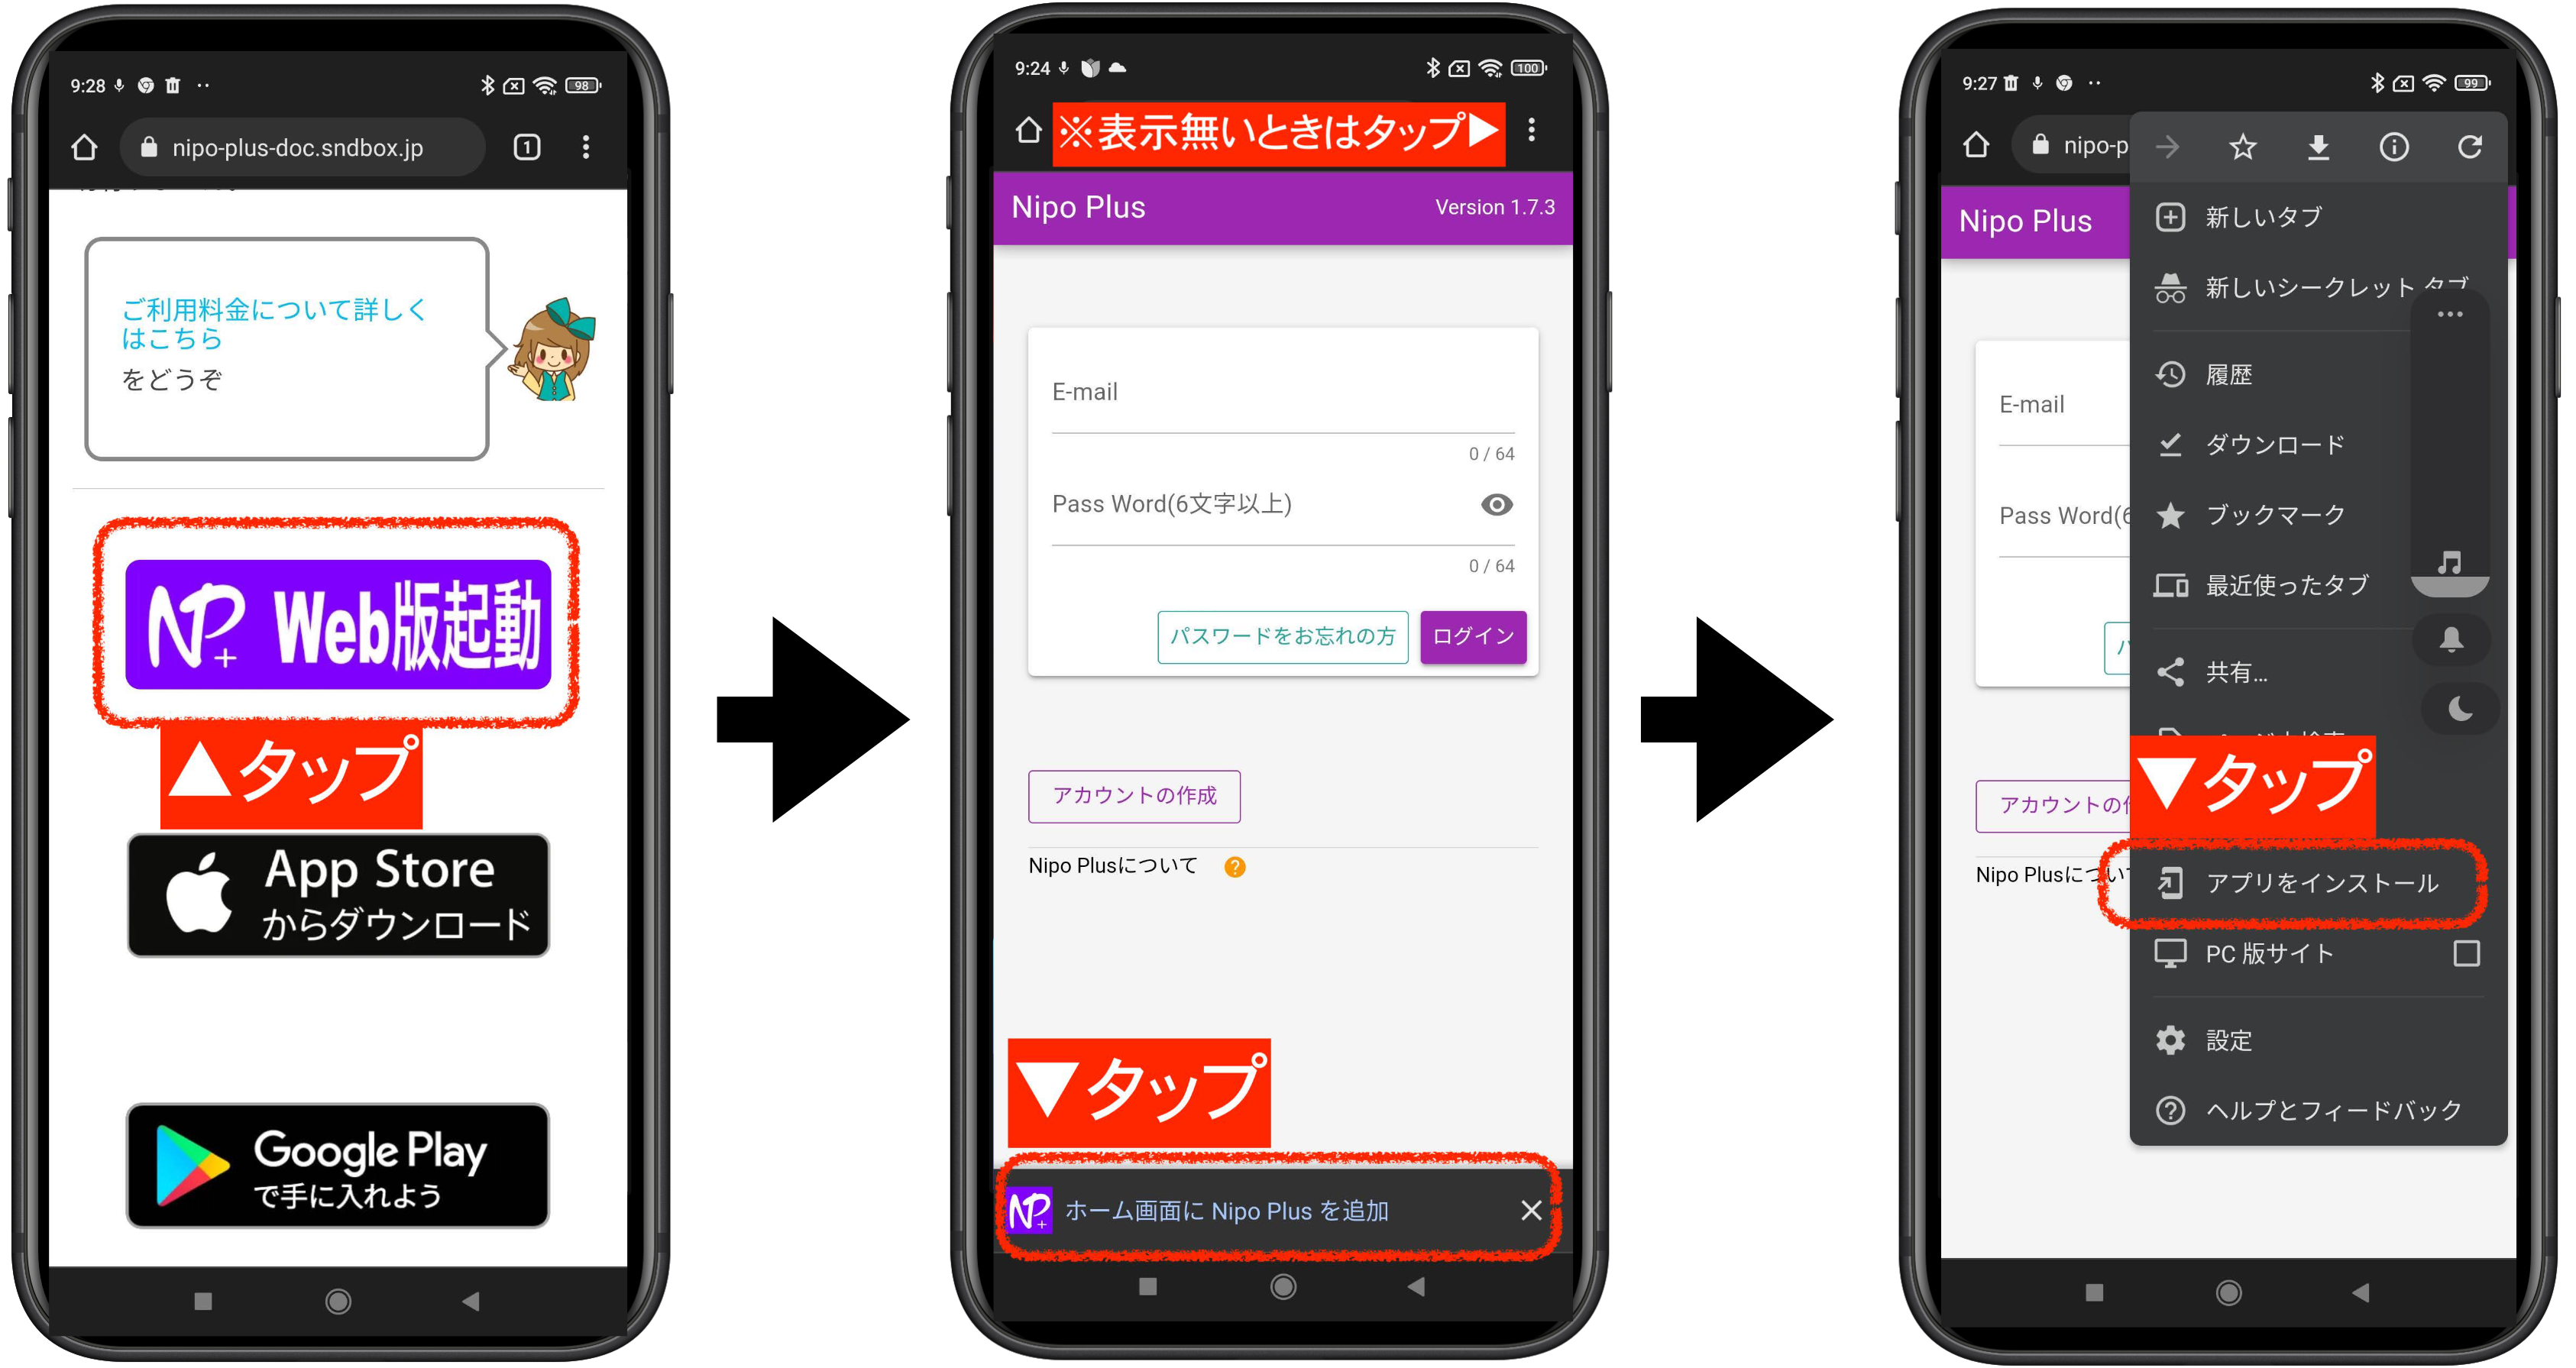 9:28
98
nipo-plus-doc.sndbox.jp
1
ご利用料金について詳しく
はこちら
をどうぞ
NP+ Web版起動
▲タップ
App Store
からダウンロード
Google Play
で手に入れよう
9:24
100
※表示無いときはタップ▶
Nipo Plus
Version 1.7.3
E-mail
0 / 64
Pass Word(6文字以上)
0 / 64
パスワードをお忘れの方
ログイン
アカウントの作成
Nipo Plusについて
?
▼タップ
NP+ ホーム画面に Nipo Plus を追加
9:27
99
nipo-p
Nipo Plus
新しいタブ
新しいシークレット タブ
履歴
E-mail
ダウンロード
Pass Word(6
ブックマーク
最近使ったタブ
共有...
▼タップ
アカウントの作
Nipo Plusについて
アプリをインストール
PC 版サイト
設定
ヘルプとフィードバック